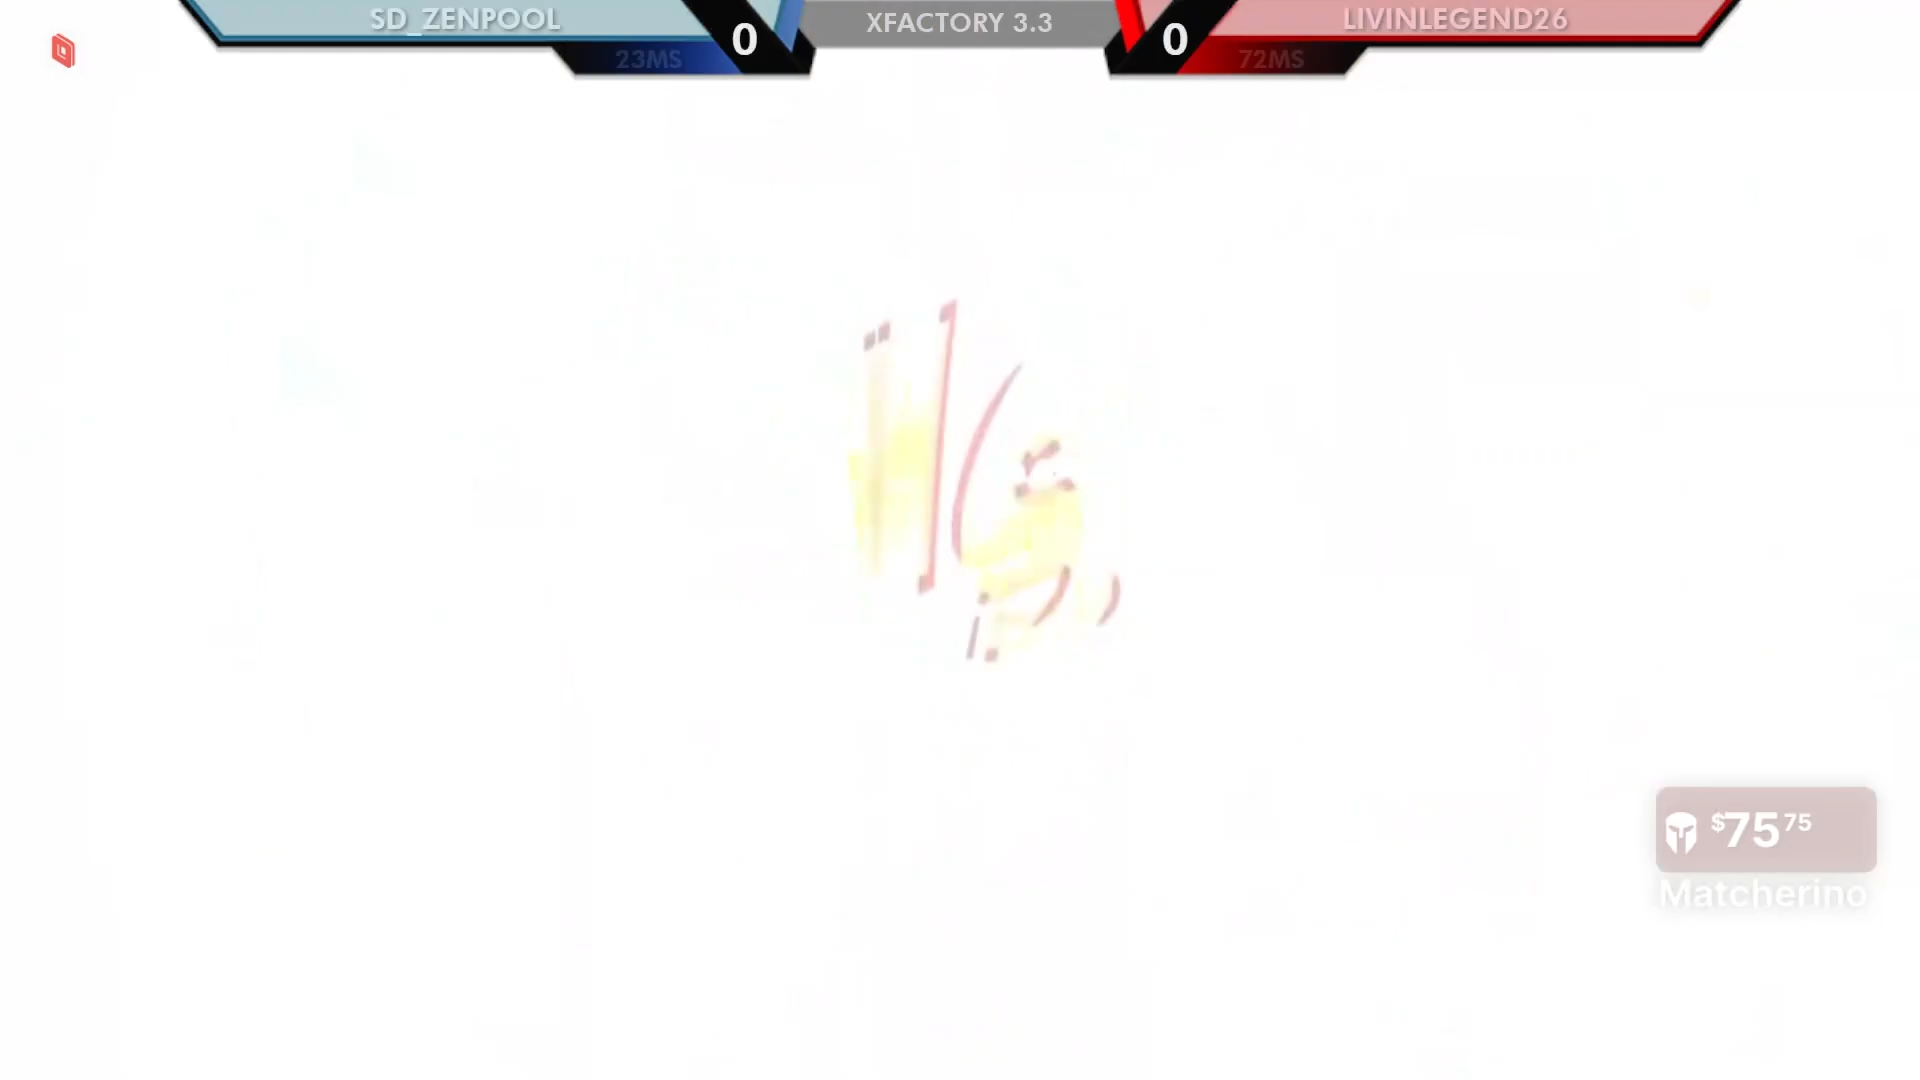 SD_ZENPOOL
0
XFACTORY 3.3
0
LIVINLEGEND26
23MS
72MS
$75 75
Matcherino